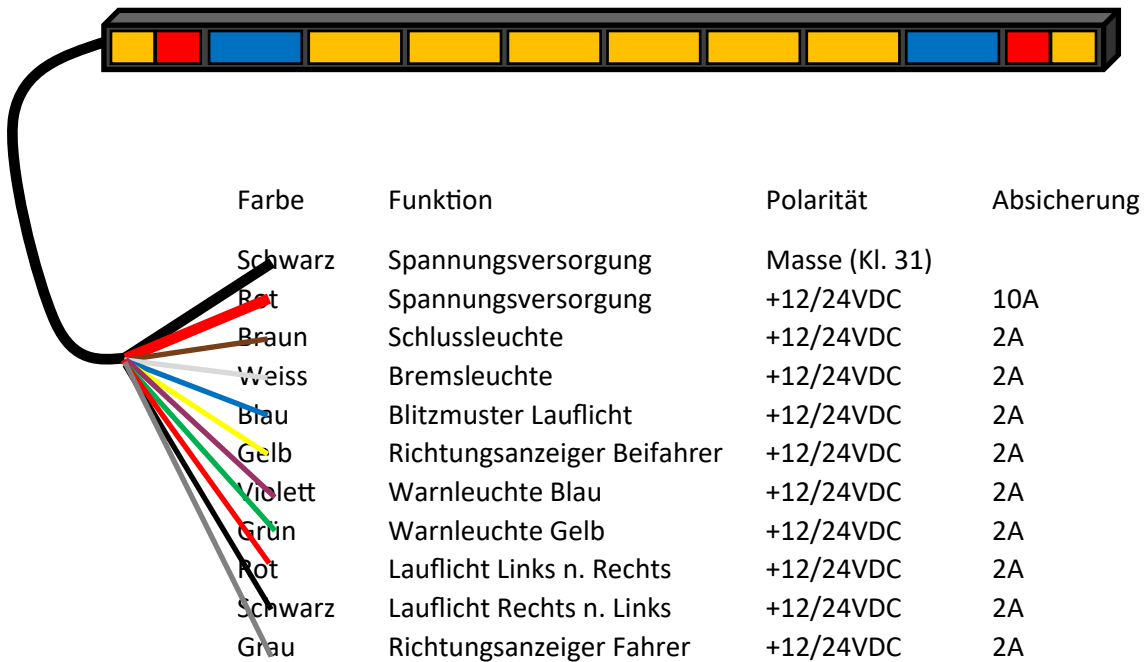 Farbe Funktion Polarität Absicherung
Schwarz Spannungsversorgung Masse (Kl. 31)
Rot Spannungsversorgung +12/24VDC 10A
Braun Schlussleuchte +12/24VDC 2A
Weiss Bremsleuchte +12/24VDC 2A
Blau Blitzmuster Lauflicht +12/24VDC 2A
Gelb Richtungsanzeiger Beifahrer +12/24VDC 2A
Violett Warnleuchte Blau +12/24VDC 2A
Grün Warnleuchte Gelb +12/24VDC 2A
Rot Lauflicht Links n. Rechts +12/24VDC 2A
Schwarz Lauflicht Rechts n. Links +12/24VDC 2A
Grau Richtungsanzeiger Fahrer +12/24VDC 2A